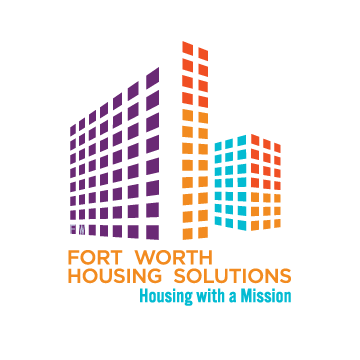 FORT WORTH
HOUSING SOLUTIONS
Housing with a Mission